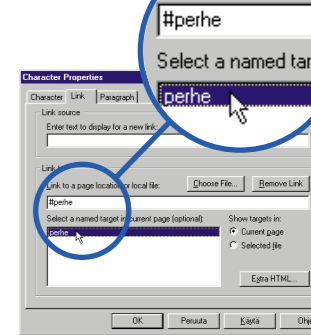 #perhe
Select a named tar
perhe
Character Properties
Character Link Paragraph
Link source
Enter text to display for a new link:
Link to a page location or local file:
Choose File...
Remove Link
#perhe
Select a named target in current page (optional):
Show targets in:
perhe
Current page
Selected file
Extra HTML...
OK
Peruuta
Käytä
Ohje